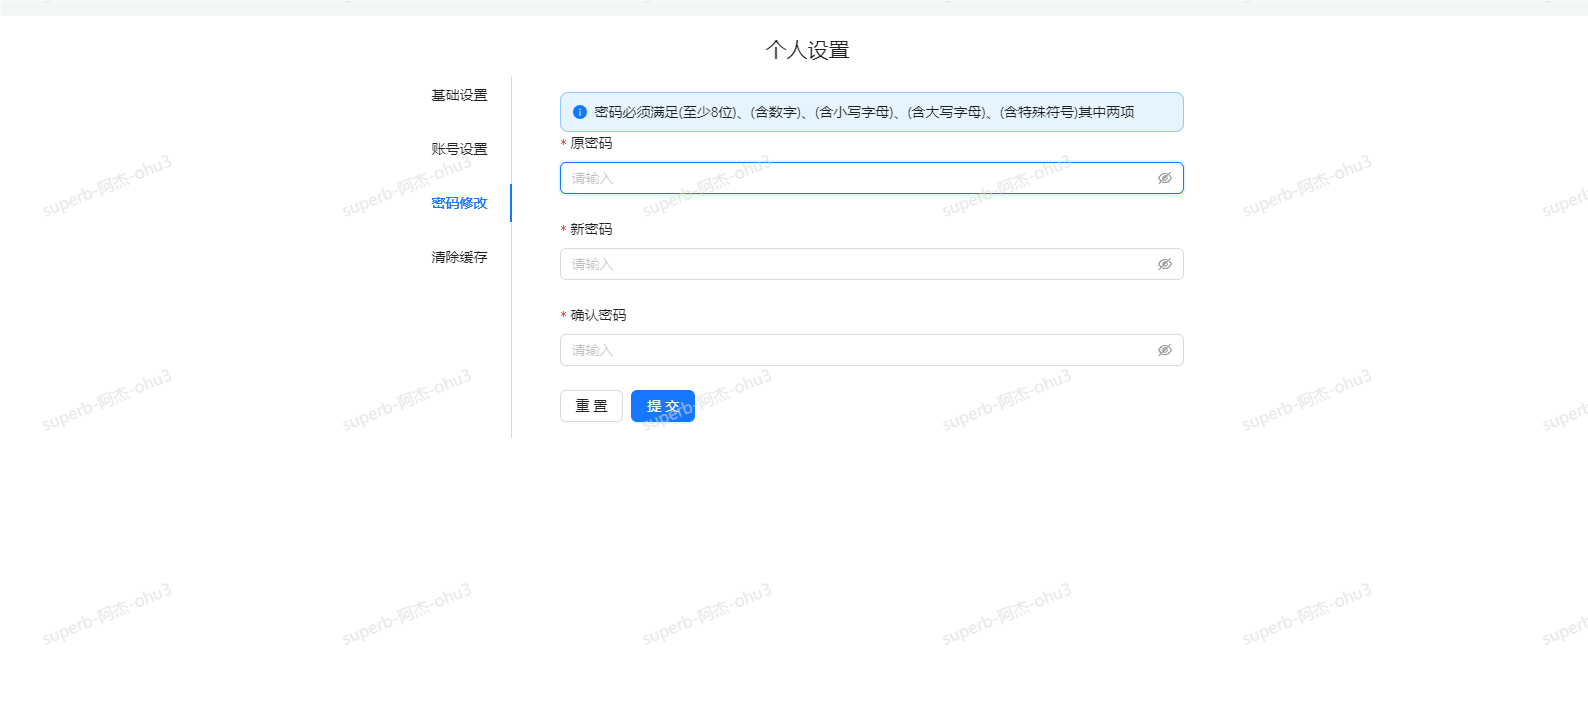 个人设置
基础设置
账号设置
密码修改
清除缓存
密码必须满足(至少8位)、(含数字)、(含小写字母)、(含大写字母)、(含特殊符号)其中两项
* 原密码
请输入
* 新密码
请输入
* 确认密码
请输入
重 置
提 交
superb-阿杰-ohu3
superb-阿杰-ohu3
superb-阿杰-ohu3
superb-阿杰-ohu3
superb-阿杰-ohu3
superb
superb-阿杰-ohu3
superb-阿杰-ohu3
superb-阿杰-ohu3
superb-阿杰-ohu3
superb-阿杰-ohu3
superb
superb-阿杰-ohu3
superb-阿杰-ohu3
superb-阿杰-ohu3
superb-阿杰-ohu3
superb-阿杰-ohu3
superb